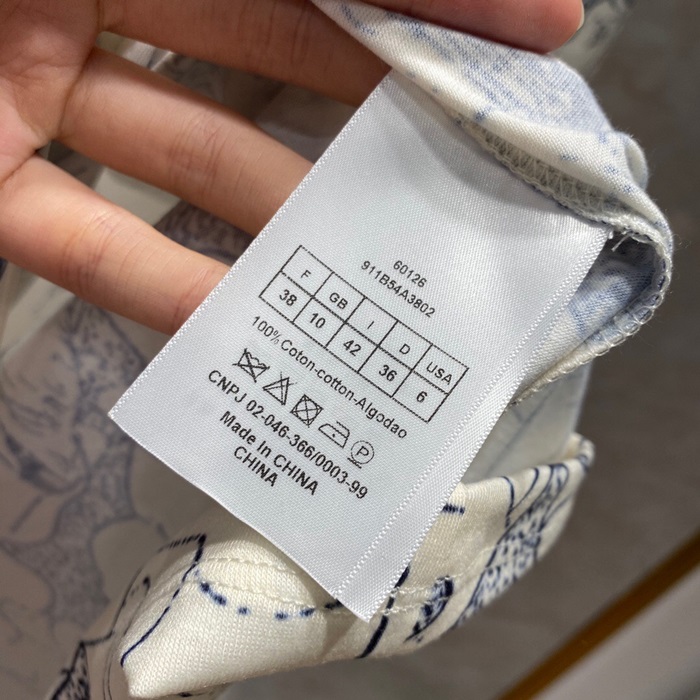 60126
911B54A3802
F GB I D USA
38 10 42 36 6
100% Coton-cotton-Algodao
P
CNPJ 02-046-366/0003-99
Made In CHINA
CHINA